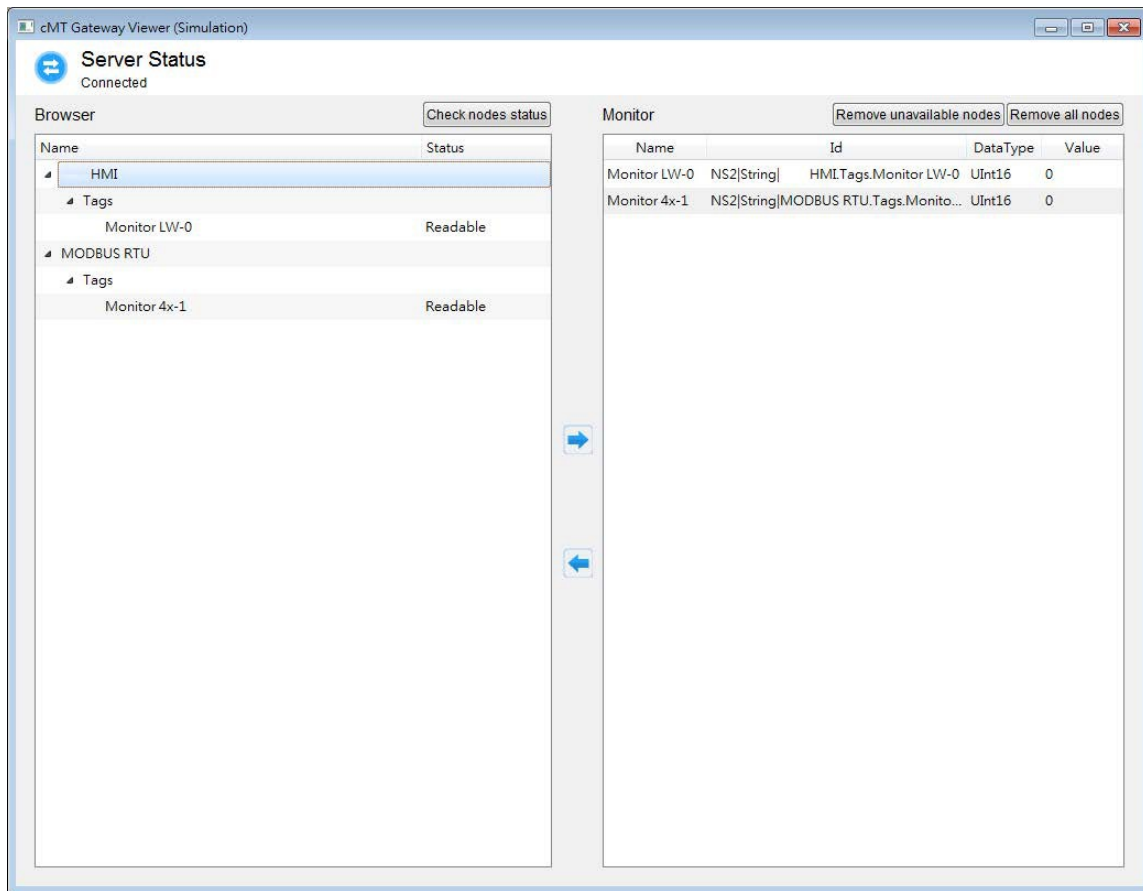 cMT Gateway Viewer (Simulation)
Server Status
Connected
Browser
Check nodes status
Name Status
HMI
Tags
Monitor LW-0 Readable
MODBUS RTU
Tags
Monitor 4x-1 Readable
Monitor
Remove unavailable nodes Remove all nodes
Name Id DataType Value
Monitor LW-0 NS2|String| HMI.Tags.Monitor LW-0 UInt16 0
Monitor 4x-1 NS2|String|MODBUS RTU.Tags.Monito... UInt16 0